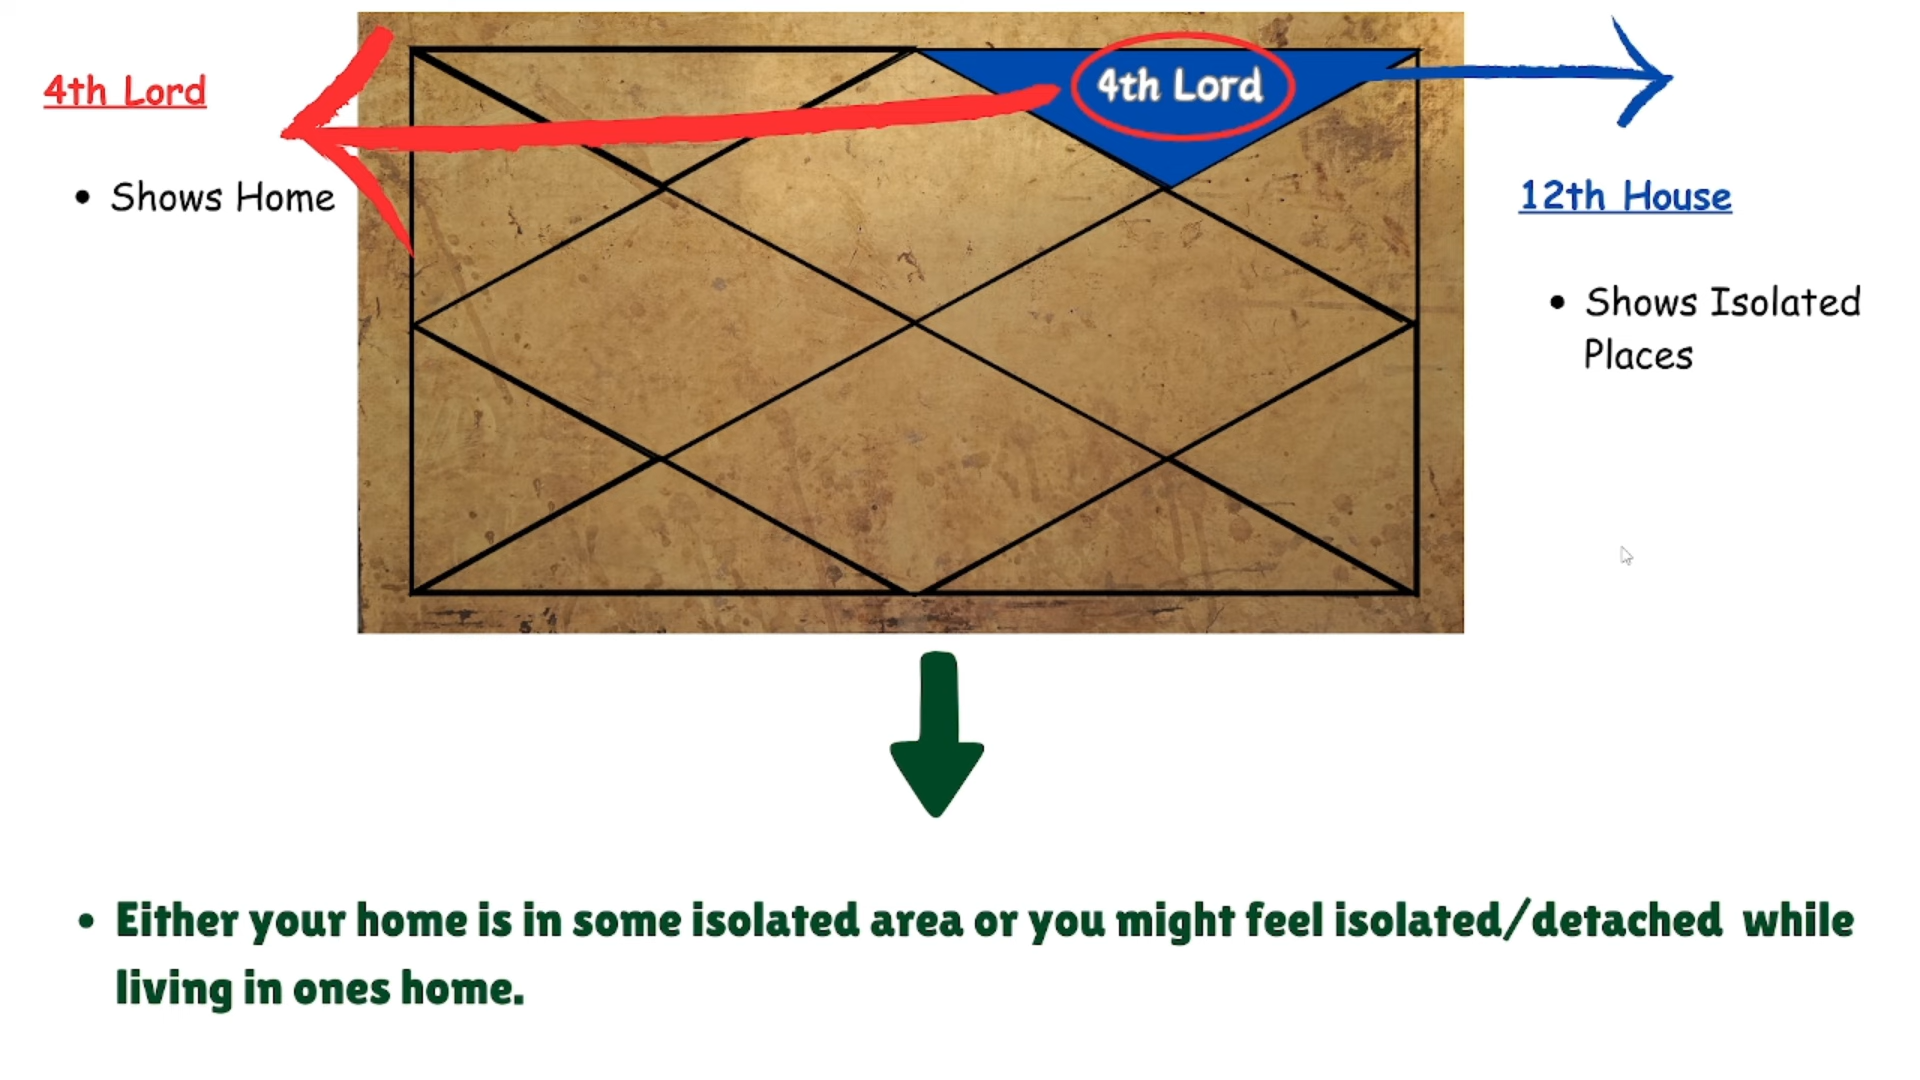 4th Lord
4th Lord
• Shows Home
12th House
• Shows Isolated
Places
• Either your home is in some isolated area or you might feel isolated/detached while
living in ones home.